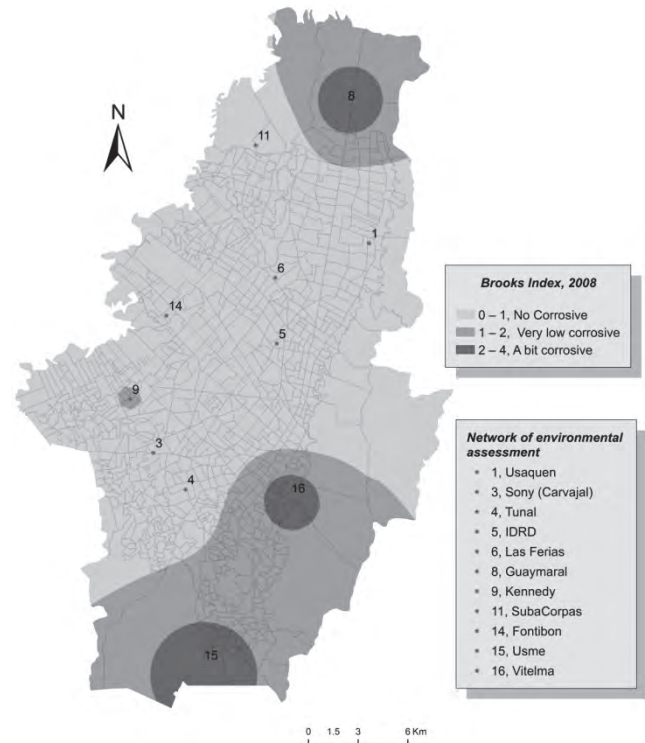 8
N
11
1
6
14
5
9
3
4
16
15
Brooks Index, 2008
0 – 1, No Corrosive
1 – 2, Very low corrosive
2 – 4, A bit corrosive
Network of environmental
assessment
1, Usaquen
3, Sony (Carvajal)
4, Tunal
5, IDRD
6, Las Ferias
8, Guaymaral
9, Kennedy
11, SubaCorpas
14, Fontibon
15, Usme
16, Vitelma
0 1.5 3 6 Km